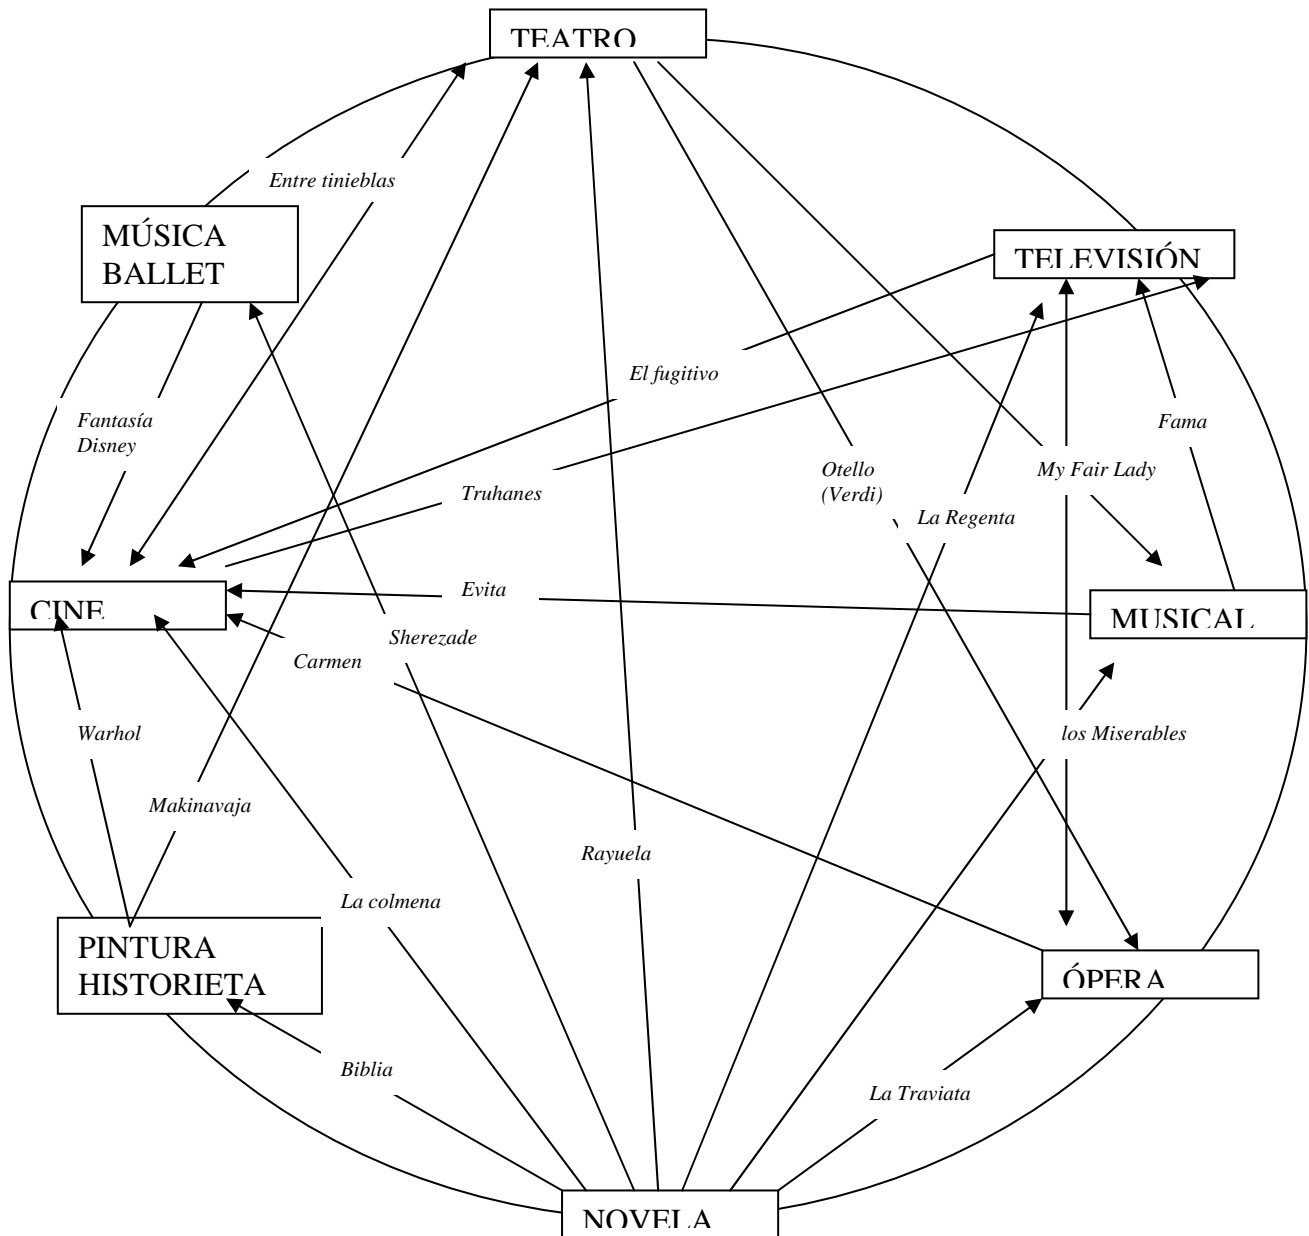 TEATRO
Entre tinieblas
MÚSICA
BALLET
TELEVISIÓN
El fugitivo
Fantasía
Disney
Fama
Otello
(Verdi)
My Fair Lady
Truhanes
La Regenta
CINE
Evita
MUSICAL
Sherezade
Carmen
Warhol
los Miserables
Makinavaja
Rayuela
La colmena
PINTURA
HISTORIETA
ÓPERA
Biblia
La Traviata
NOVELA